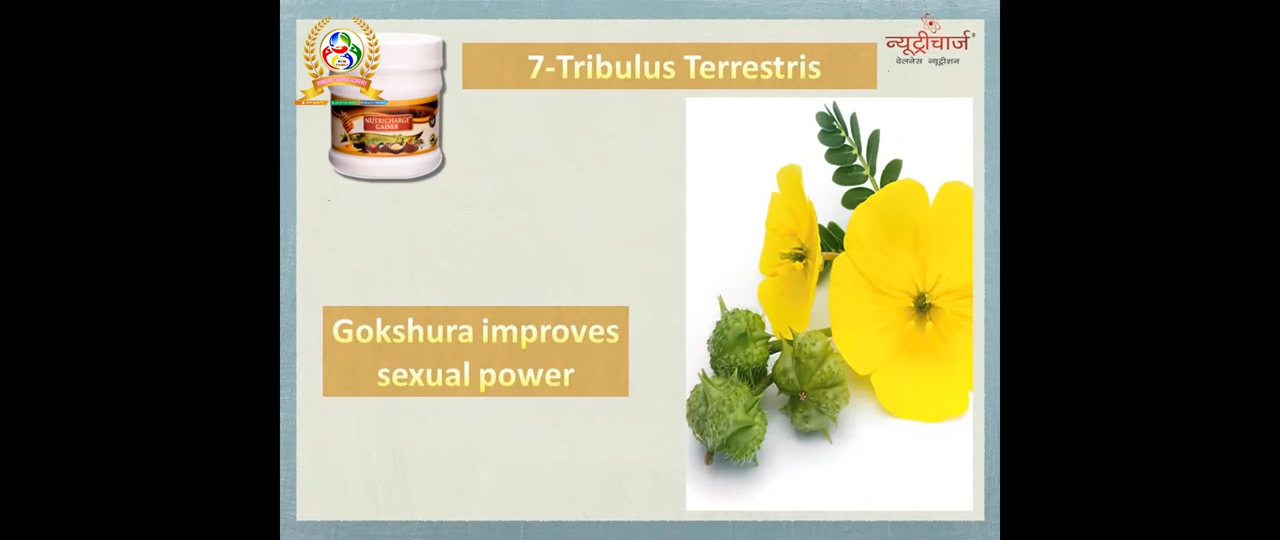 7-Tribulus Terrestris
न्यूट्रीचार्ज®
वेलनेस न्यूट्रीशन
NUTRICHARGE
GAINER
Gokshura improves
sexual power